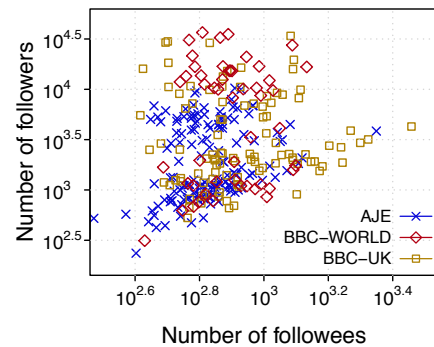 Number of followers
10^4.5
10^4
10^3.5
10^3
10^2.5
AJE
BBC-WORLD
BBC-UK
10^2.6 10^2.8 10^3 10^3.2 10^3.4
Number of followees